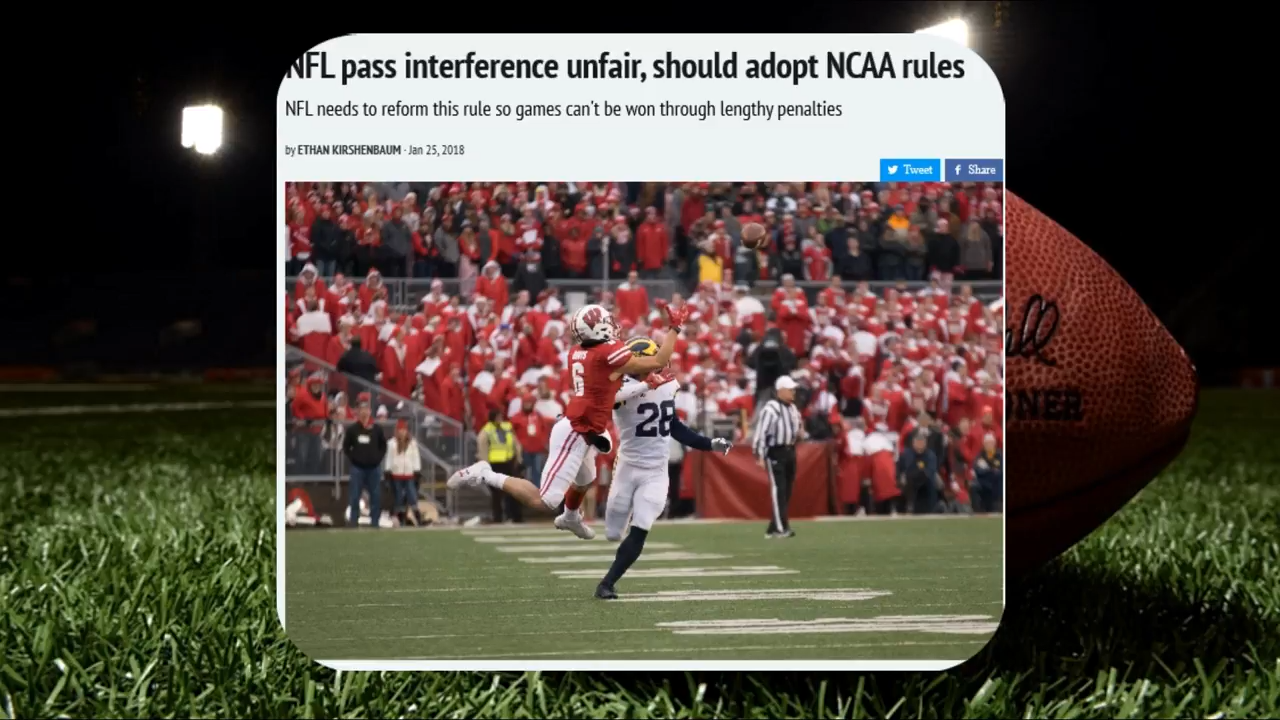 NFL pass interference unfair, should adopt NCAA rules
NFL needs to reform this rule so games can't be won through lengthy penalties
by ETHAN KIRSHENBAUM · Jan 25, 2018
Tweet
Share
6
28